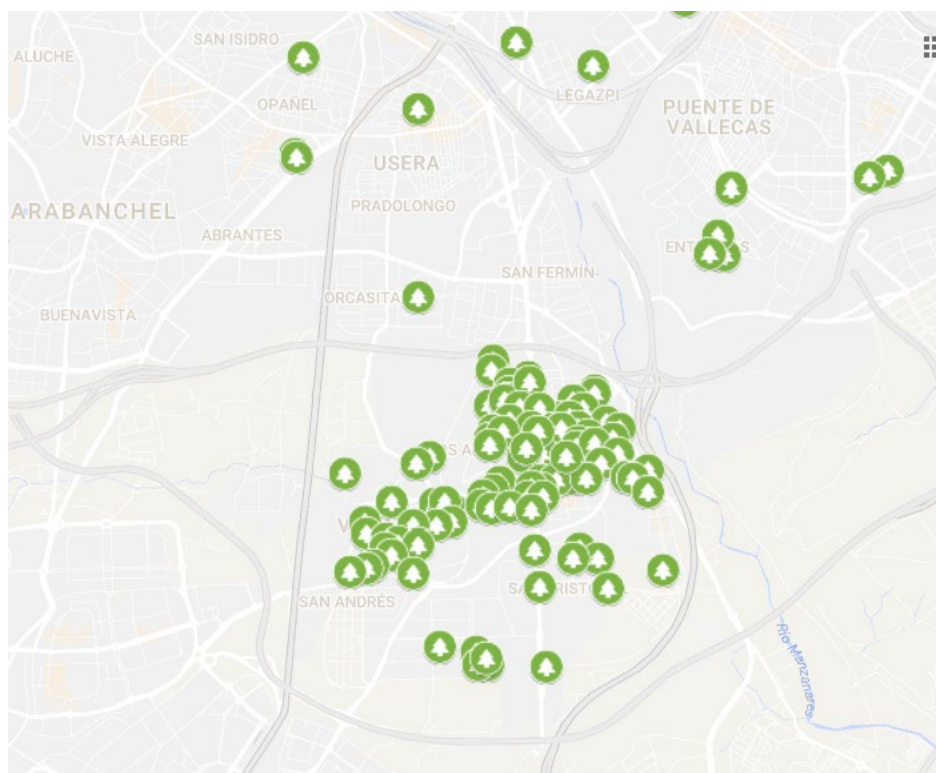 SAN ISIDRO
ALUCHE
OPAÑEL
LEGAZPI
PUENTE DE
VALLECAS
VISTA ALEGRE
USERA
ARABANCHEL
PRADOLONGO
ABRANTES
SAN FERMÍN
ORCASITA
BUENAVISTA
SAN ANDRÉS
Río Manzanares